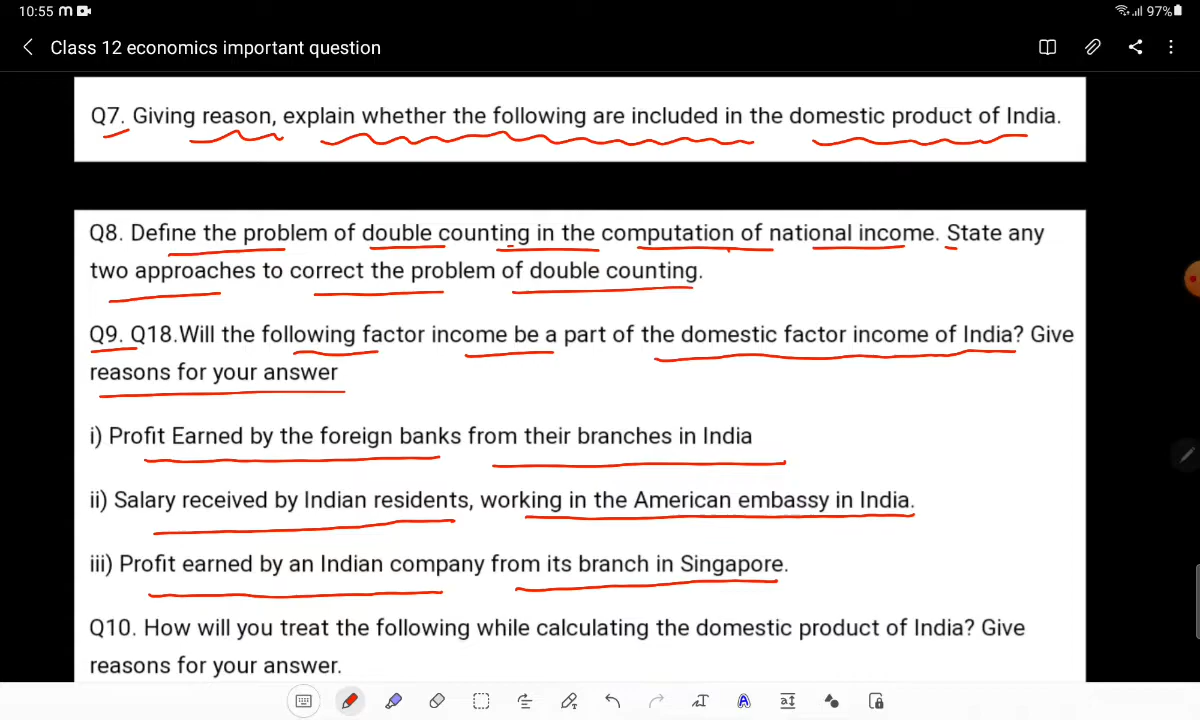 10:55 M
97%
Class 12 economics important question
Q7. Giving reason, explain whether the following are included in the domestic product of India.
Q8. Define the problem of double counting in the computation of national income. State any
two approaches to correct the problem of double counting.
Q9. Q18.Will the following factor income be a part of the domestic factor income of India? Give
reasons for your answer
i) Profit Earned by the foreign banks from their branches in India
ii) Salary received by Indian residents, working in the American embassy in India.
iii) Profit earned by an Indian company from its branch in Singapore.
Q10. How will you treat the following while calculating the domestic product of India? Give
reasons for your answer.